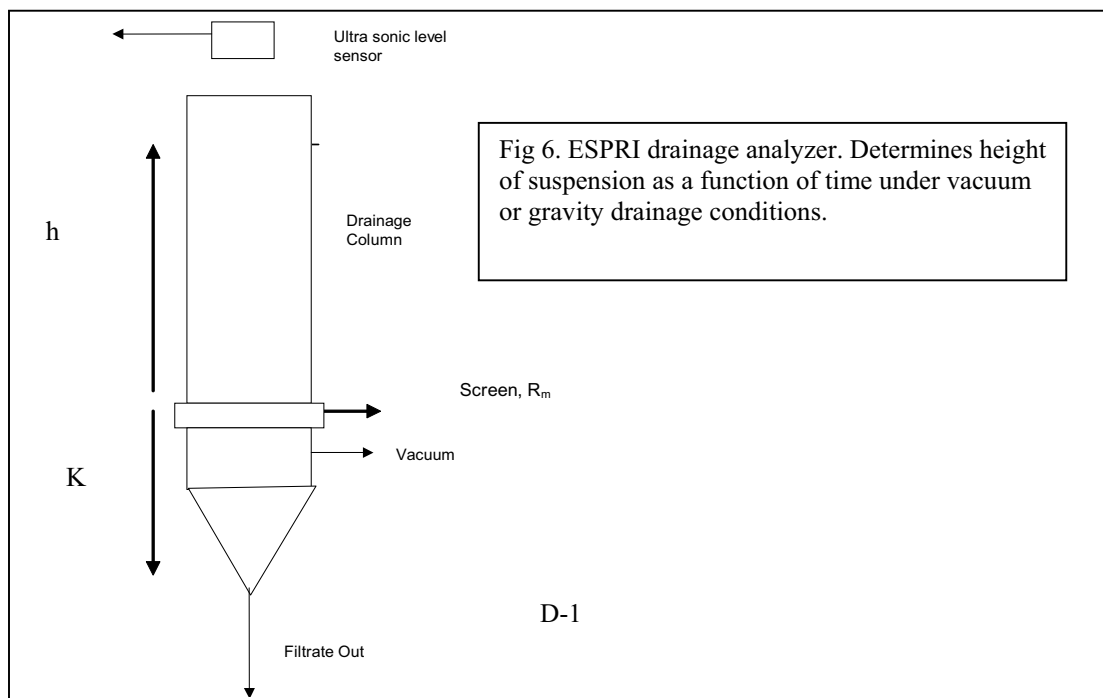 Ultra sonic level
sensor
Fig 6. ESPRI drainage analyzer. Determines height
of suspension as a function of time under vacuum
or gravity drainage conditions.
h
Drainage
Column
Screen, Rm
Vacuum
K
D-1
Filtrate Out